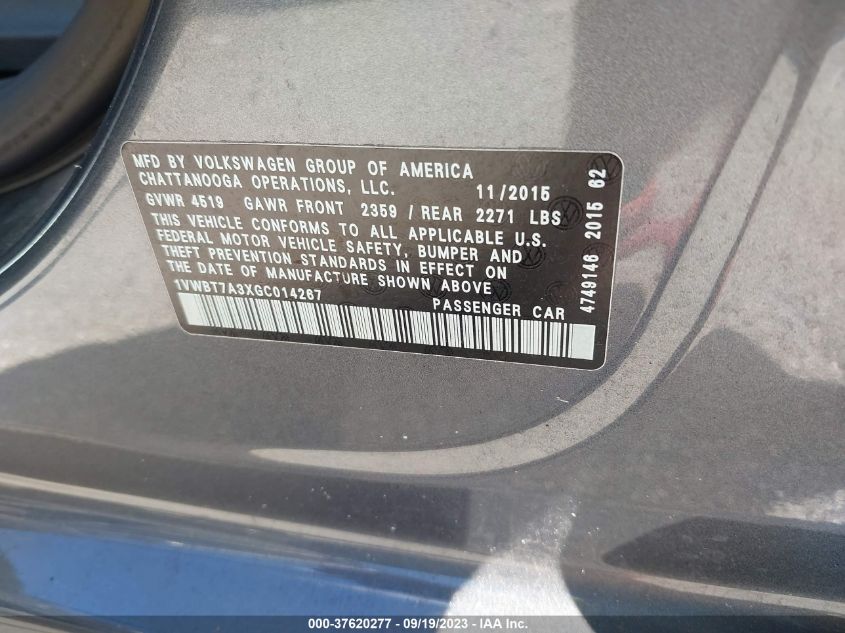 MFD BY VOLKSWAGEN GROUP OF AMERICA
CHATTANOOGA OPERATIONS, LLC. 11/2015
GVWR 4519 GAWR FRONT 2359 / REAR 2271 LBS
THIS VEHICLE CONFORMS TO ALL APPLICABLE U.S.
FEDERAL MOTOR VEHICLE SAFETY, BUMPER AND
THEFT PREVENTION STANDARDS IN EFFECT ON
THE DATE OF MANUFACTURE SHOWN ABOVE
1VWBT7A3XGC014267 PASSENGER CAR
4749146 2015 62
000-37620277 - 09/19/2023 - IAA Inc.